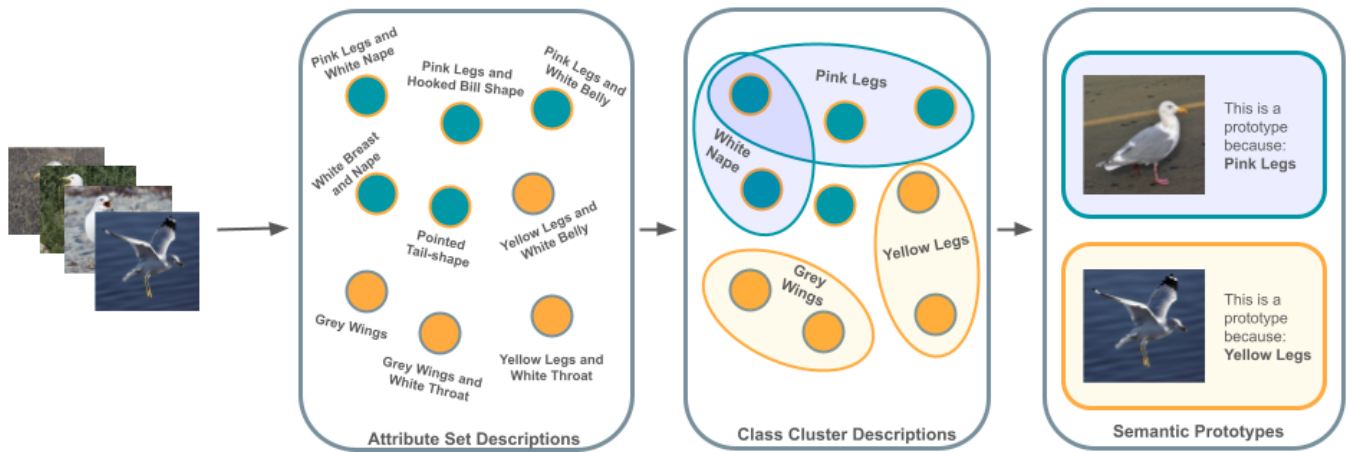 Pink Legs and
White Nape
Pink Legs and
Hooked Bill Shape
Pink Legs and
White Belly
White Breast
and Nape
Pointed
Tail-shape
Yellow Legs and
White Belly
Grey Wings
Grey Wings and
White Throat
Yellow Legs and
White Throat
Attribute Set Descriptions
Pink Legs
White
Nape
Yellow Legs
Grey
Wings
Class Cluster Descriptions
This is a
prototype
because:
Pink Legs
This is a
prototype
because:
Yellow Legs
Semantic Prototypes